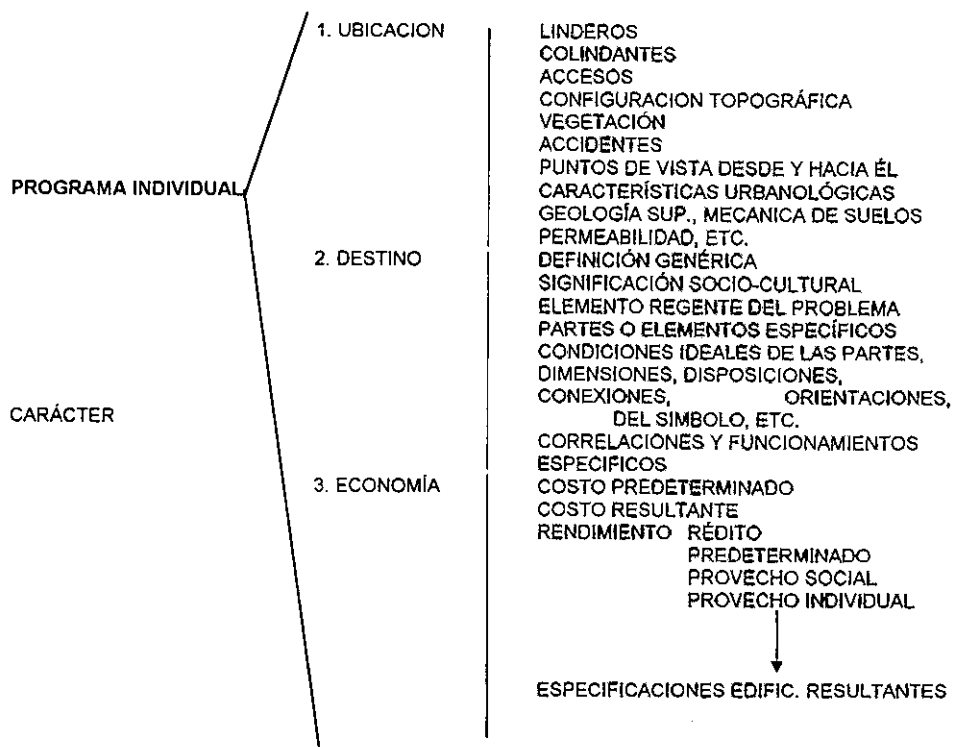 1. UBICACION
LINDEROS
COLINDANTES
ACCESOS
CONFIGURACION TOPOGRÁFICA
VEGETACIÓN
ACCIDENTES
PUNTOS DE VISTA DESDE Y HACIA ÉL
PROGRAMA INDIVIDUAL
CARACTERÍSTICAS URBANOLÓGICAS
GEOLOGÍA SUP., MECANICA DE SUELOS
PERMEABILIDAD, ETC.
2. DESTINO
DEFINICIÓN GENÉRICA
SIGNIFICACIÓN SOCIO-CULTURAL
ELEMENTO REGENTE DEL PROBLEMA
PARTES O ELEMENTOS ESPECÍFICOS
CONDICIONES IDEALES DE LAS PARTES,
DIMENSIONES, DISPOSICIONES,
CONEXIONES, ORIENTACIONES,
DEL SIMBOLO, ETC.
CARÁCTER
CORRELACIONES Y FUNCIONAMIENTOS
ESPECIFICOS
3. ECONOMÍA
COSTO PREDETERMINADO
COSTO RESULTANTE
RENDIMIENTO RÉDITO
PREDETERMINADO
PROVECHO SOCIAL
PROVECHO INDIVIDUAL
ESPECIFICACIONES EDIFIC. RESULTANTES